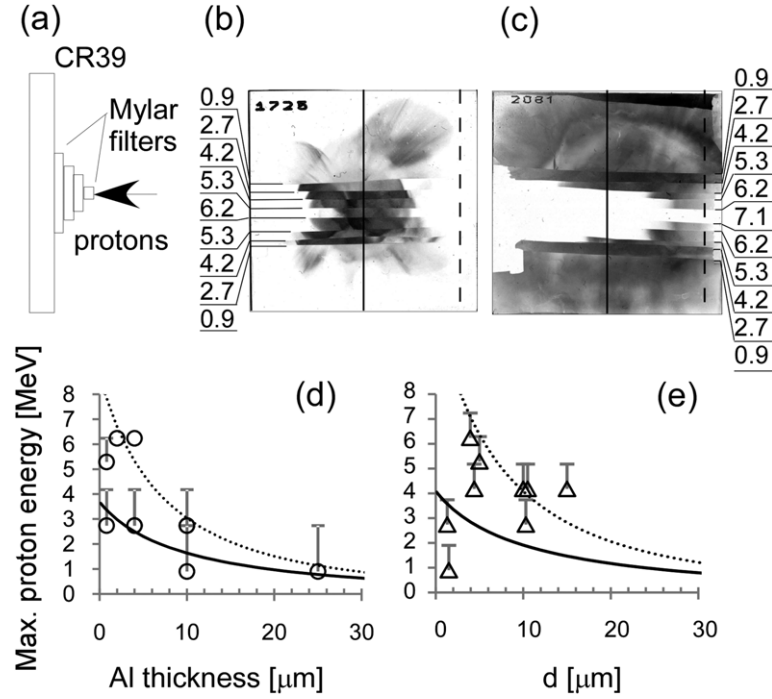 (a)
(b)
(c)
CR39
Mylar
filters
protons
0.9
2.7
4.2
5.3
6.2
5.3
4.2
2.7
0.9
1725
2081
0.9
2.7
4.2
5.3
6.2
7.1
6.2
5.3
4.2
2.7
0.9
(d)
Max. proton energy [MeV]
8
7
6
5
4
3
2
1
0
0 10 20 30
Al thickness [μm]
(e)
8
7
6
5
4
3
2
1
0
0 10 20 30
d [μm]